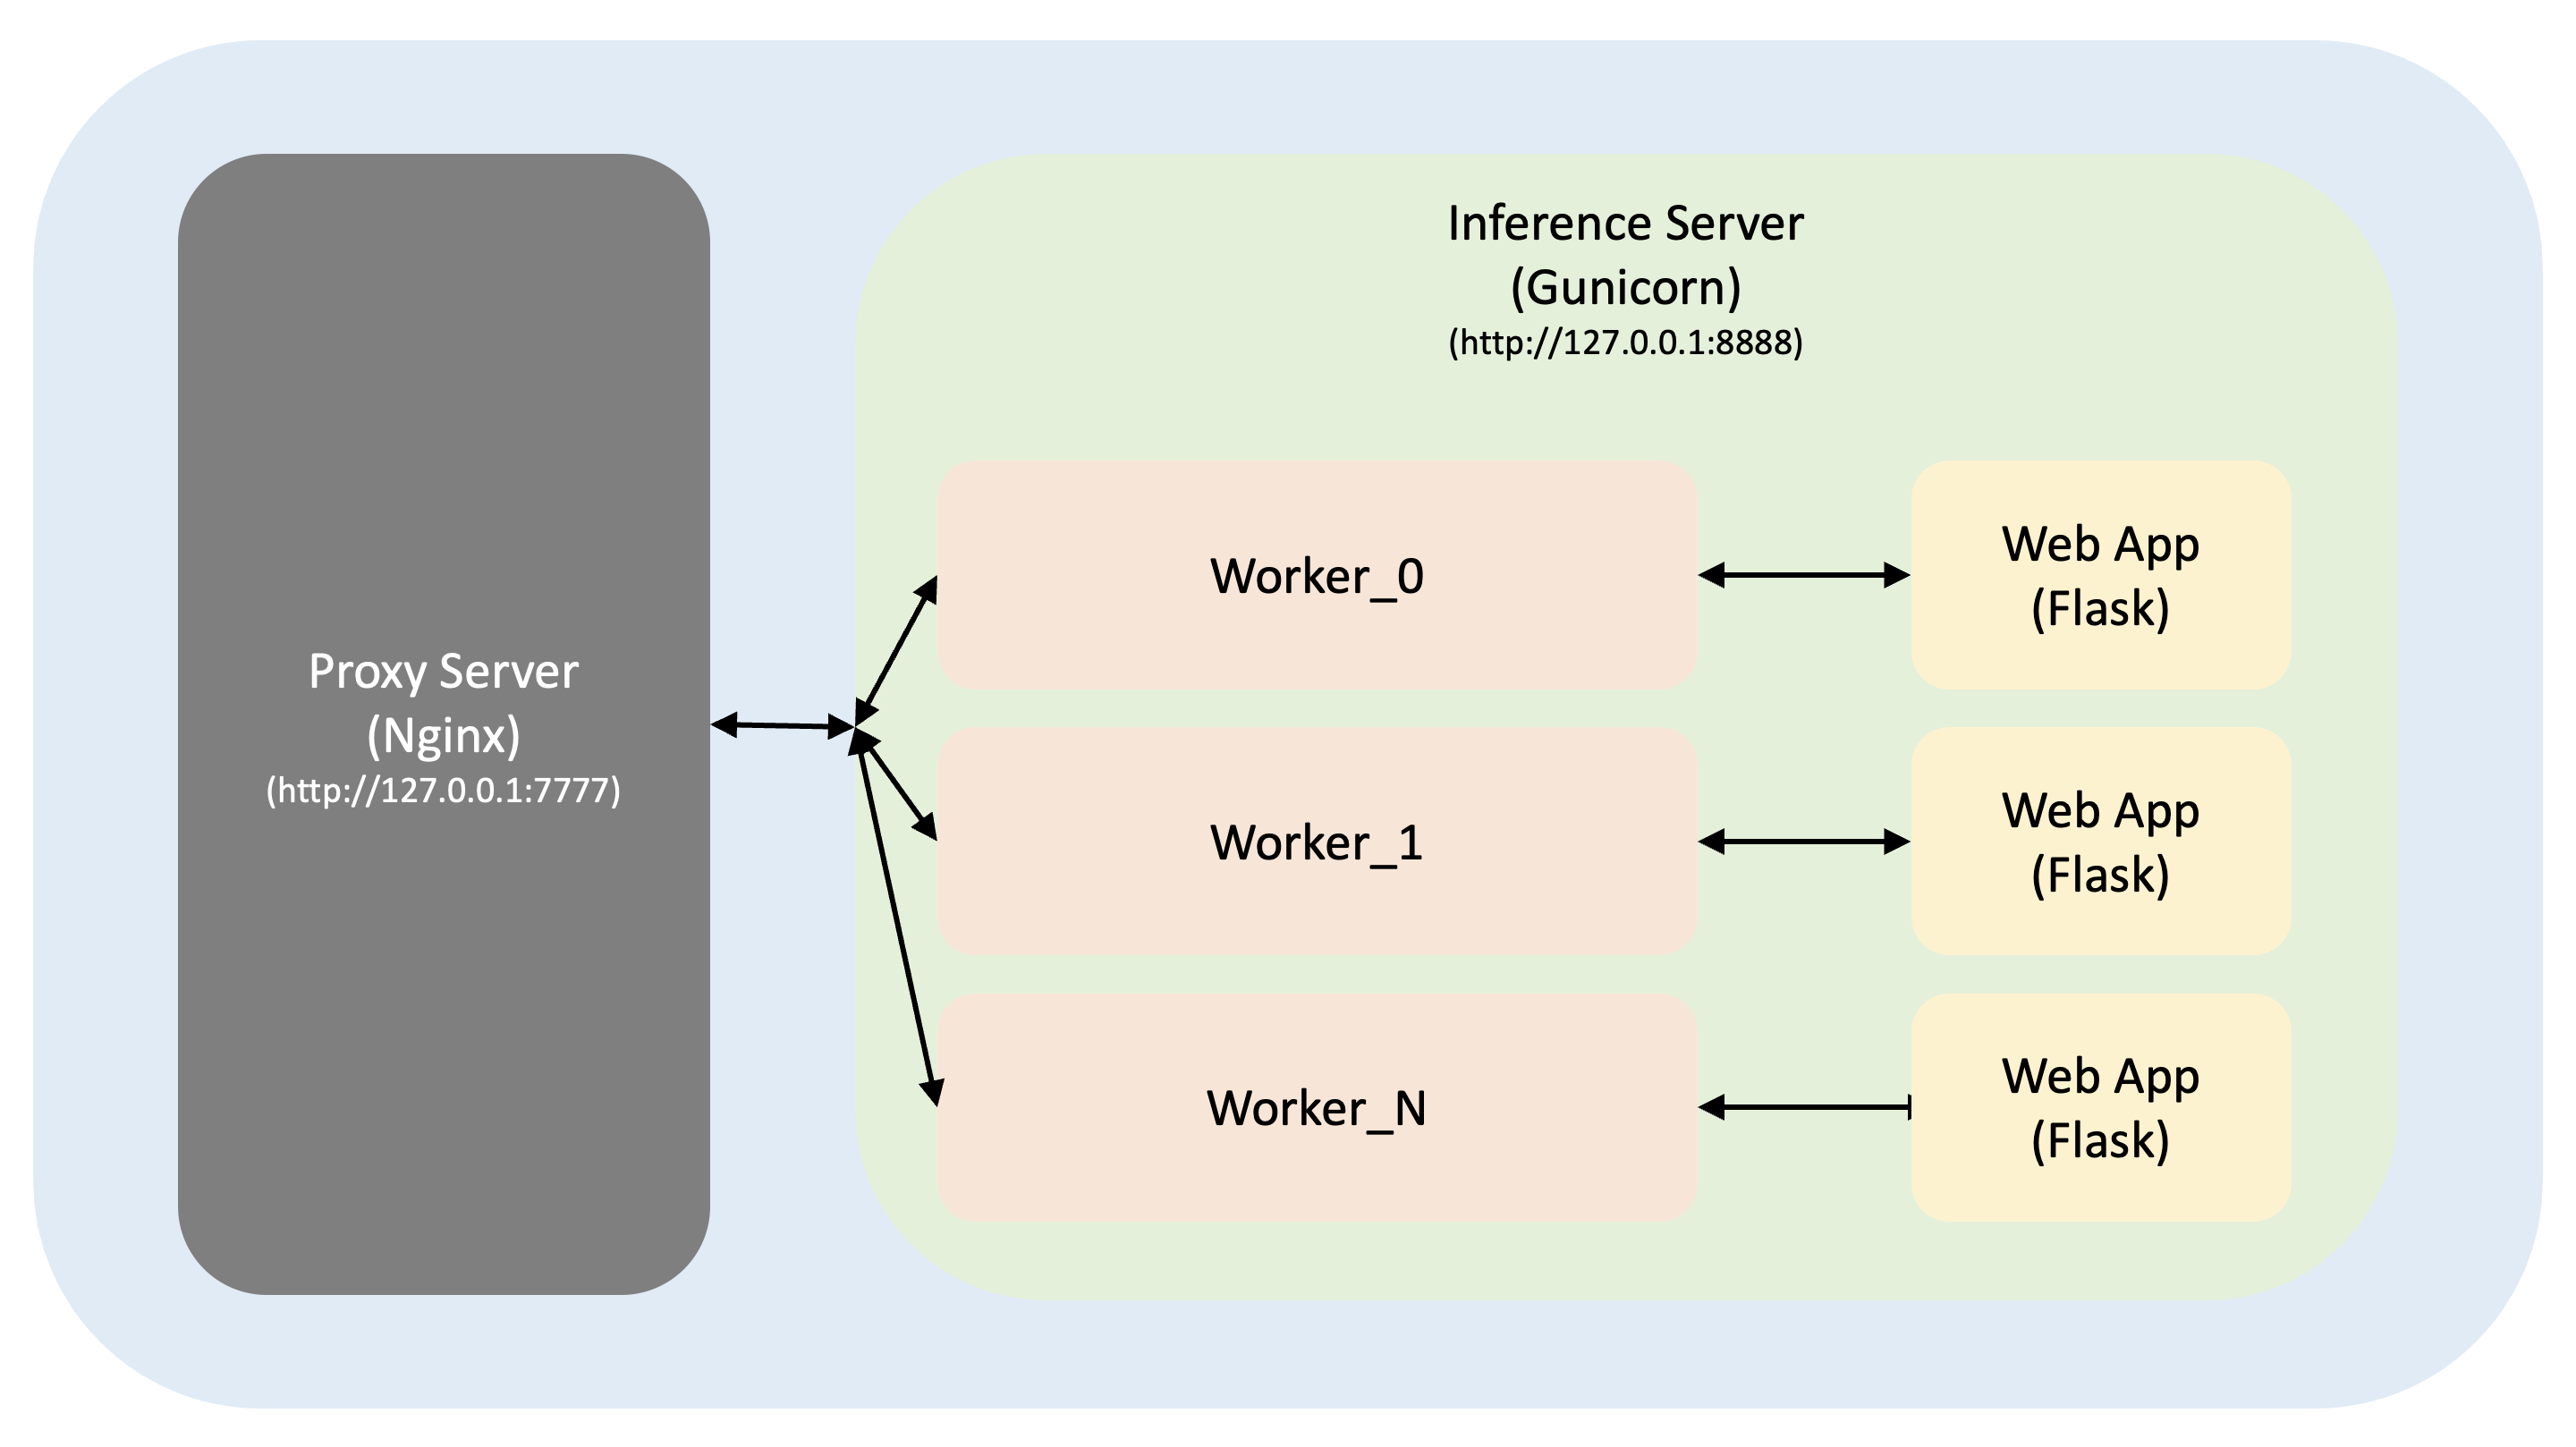 Inference Server
(Gunicorn)
(http://127.0.0.1:8888)
Proxy Server
(Nginx)
(http://127.0.0.1:7777)
Worker_0
Web App
(Flask)
Worker_1
Web App
(Flask)
Worker_N
Web App
(Flask)